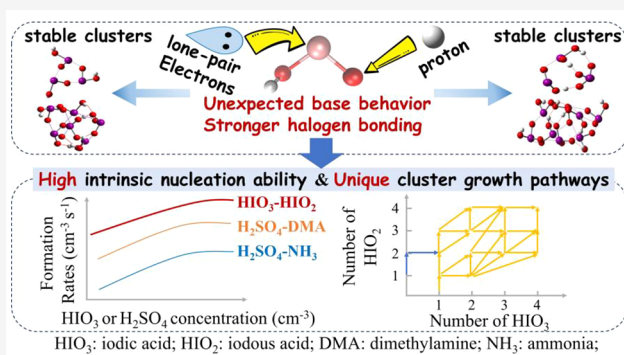 stable clusters
lone-pair
Electrons
proton
stable clusters
Unexpected base behavior
Stronger halogen bonding
High intrinsic nucleation ability & Unique cluster growth pathways
Formation
Rates (cm⁻³ s⁻¹)
HIO₃-HIO₂
H₂SO₄-DMA
H₂SO₄-NH₃
HIO₃ or H₂SO₄ concentration (cm⁻³)
Number of
HIO₂
4
3
2
1
1 2 3 4
Number of HIO₃
HIO₃: iodic acid; HIO₂: iodous acid; DMA: dimethylamine; NH₃: ammonia;